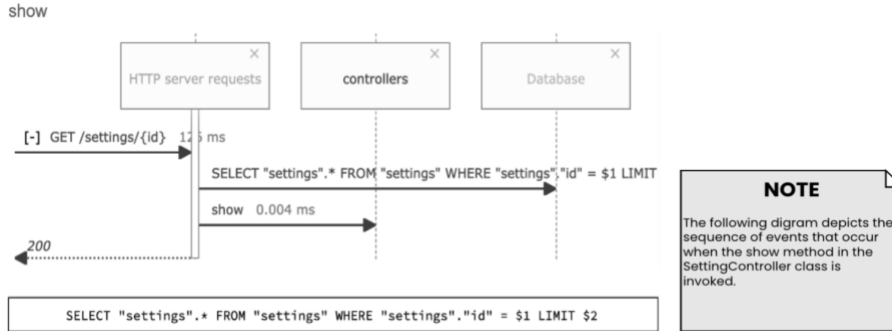 show
HTTP server requests
controllers
Database
[-] GET /settings/{id} 125 ms
SELECT "settings".* FROM "settings" WHERE "settings"."id" = $1 LIMIT
show 0.004 ms
200
SELECT "settings".* FROM "settings" WHERE "settings"."id" = $1 LIMIT $2
NOTE
The following digram depicts the
sequence of events that occur
when the show method in the
SettingController class is
invoked.